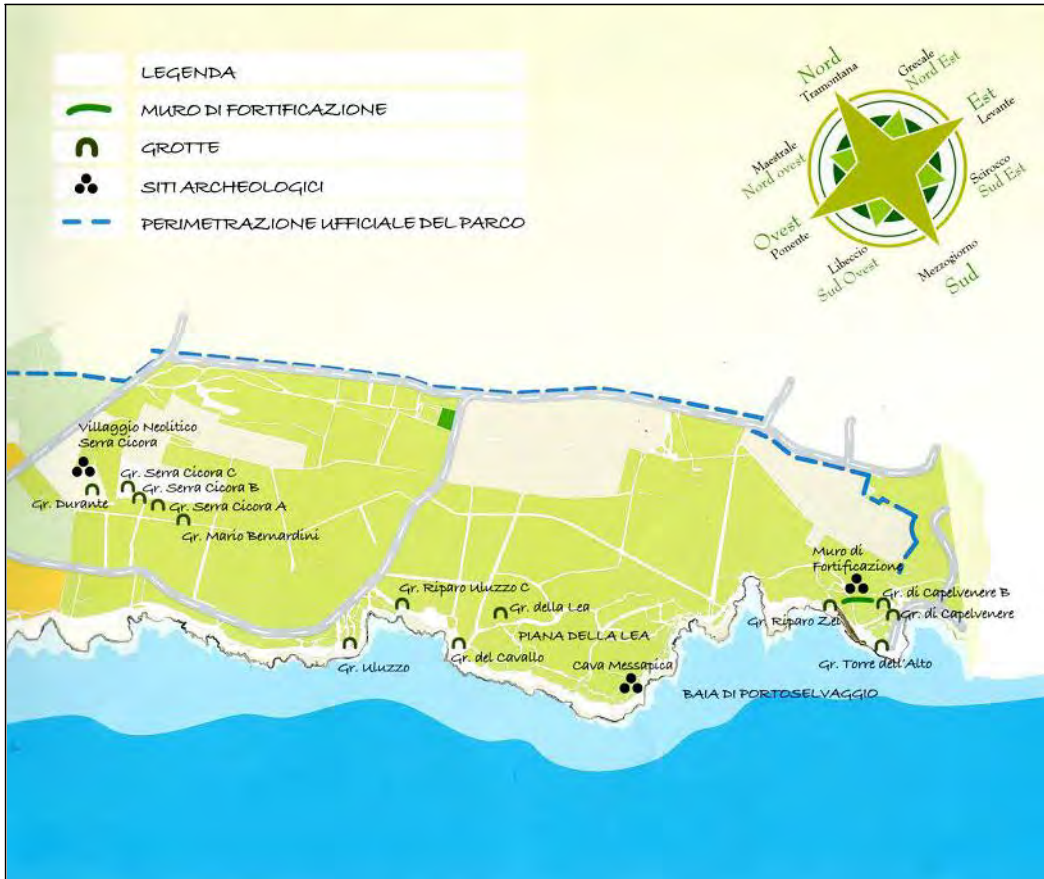 LEGENDA
MURO DI FORTIFICAZIONE
GROTTE
SITI ARCHEOLOGICI
PERIMETRAZIONE UFFICIALE DEL PARCO
Nord
Tramontana
Grecale
Nord Est
Est
Levante
Scirocco
Sud Est
Mezzogiorno
Sud
Libeccio
Sud Ovest
Ovest
Ponente
Maestrale
Nord ovest
Villaggio Neolitico
Serra Cicora
Gr. Serra Cicora C
Gr. Serra Cicora B
Gr. Durante
Gr. Serra Cicora A
Gr. Mario Bernardini
Gr. Riparo Uluzzo C
Gr. della Lea
PIANA DELLA LEA
Gr. Uluzzo
Gr. del Cavallo
Cava Messapica
Muro di
Fortificazione
Gr. di Capelvenere B
Gr. di Capelvenere
Gr. Riparo Zei
Gr. Torre dell'Alto
BAIA DI PORTOSELVAGGIO